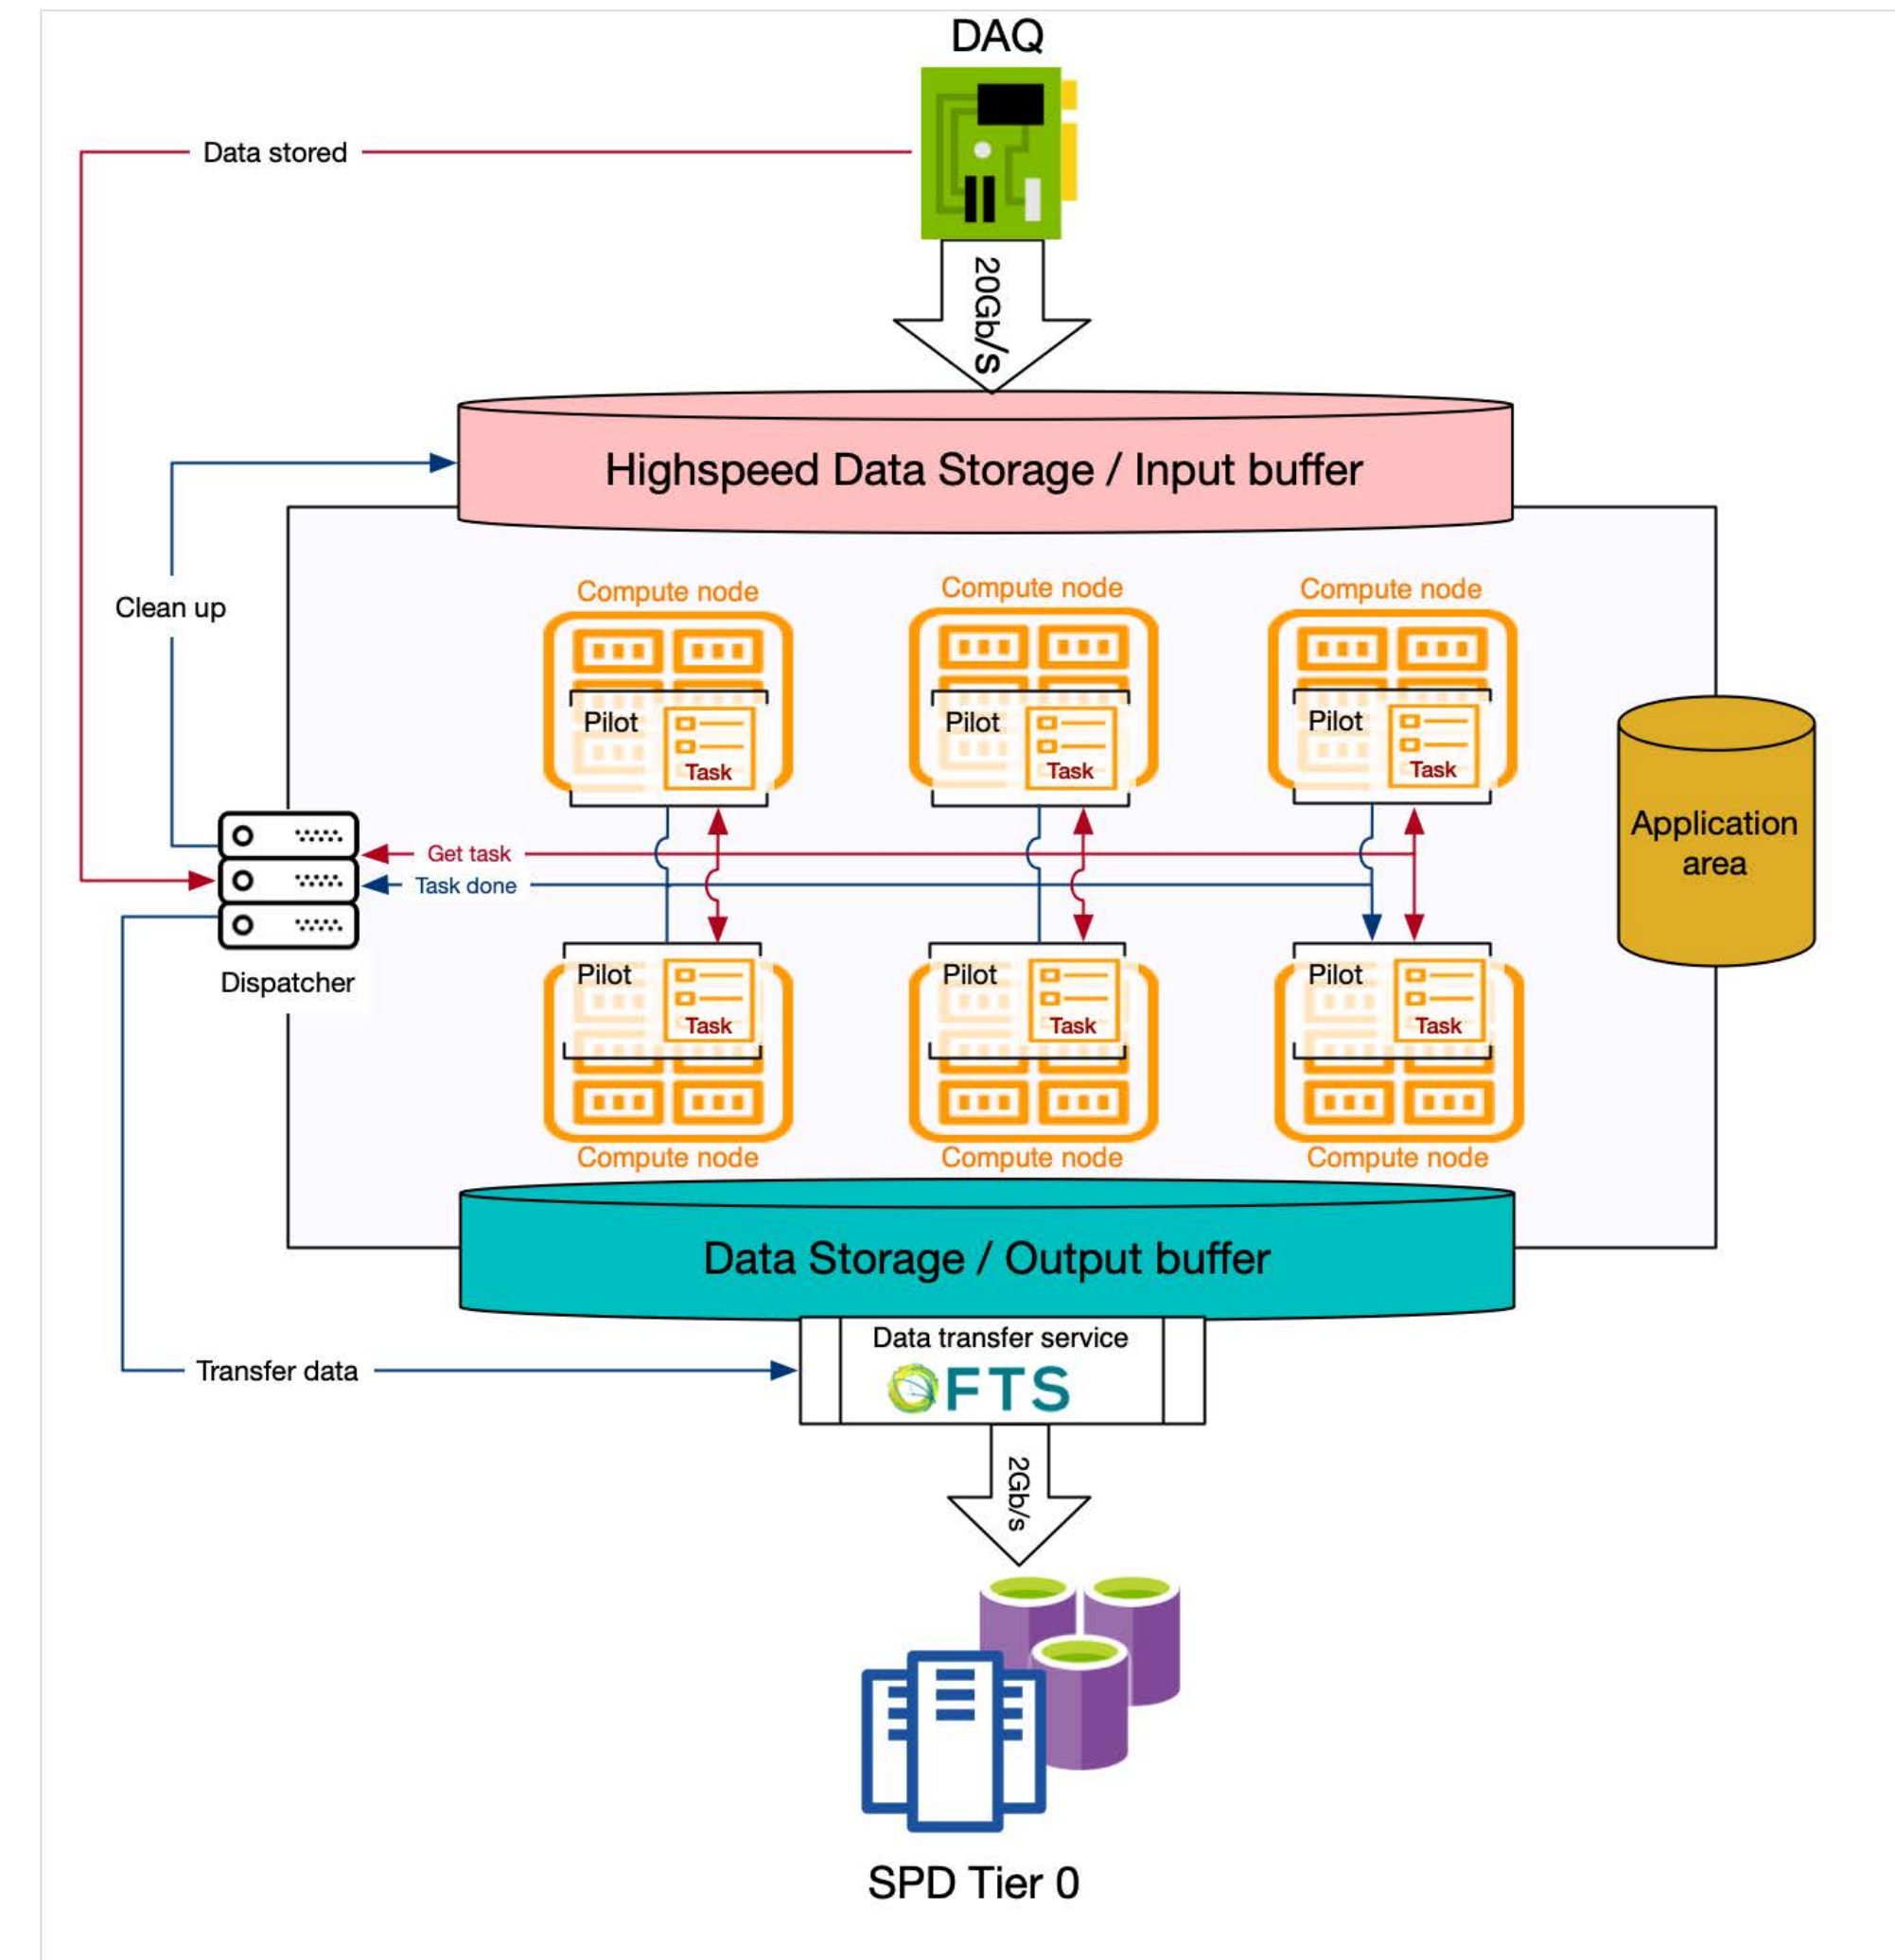 DAQ
Data stored
20Gb/s
Highspeed Data Storage / Input buffer
Clean up
Compute node
Compute node
Compute node
Pilot
Task
Pilot
Task
Pilot
Task
Application
area
Get task
Task done
Dispatcher
Pilot
Task
Pilot
Task
Pilot
Task
Compute node
Compute node
Compute node
Data Storage / Output buffer
Data transfer service
FTS
Transfer data
2Gb/s
SPD Tier 0